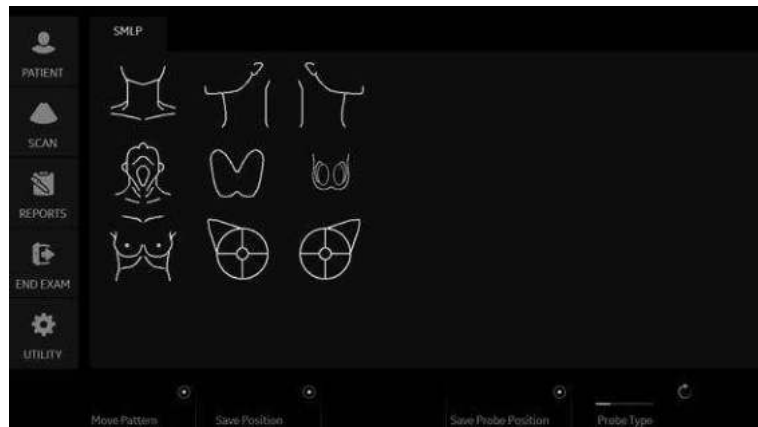 SMLP
PATIENT
SCAN
REPORTS
END EXAM
UTILITY
Move Pattern
Save Position
Save Probe Position
Probe Type